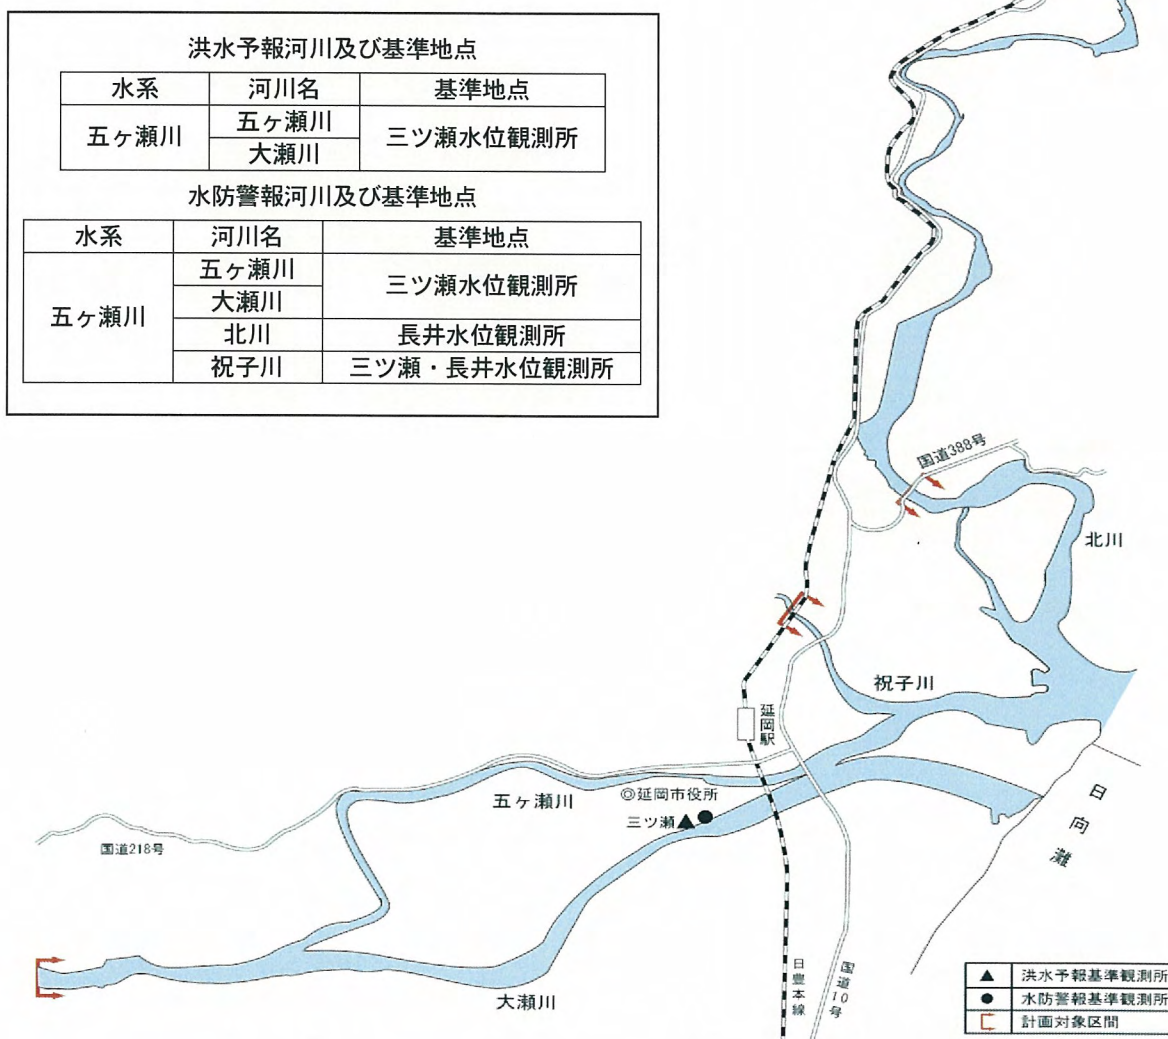 洪水予報河川及び基準地点
水系 河川名 基準地点
五ヶ瀬川 五ヶ瀬川 三ツ瀬水位観測所
大瀬川
水防警報河川及び基準地点
水系 河川名 基準地点
五ヶ瀬川 五ヶ瀬川 三ツ瀬水位観測所
大瀬川
北川 長井水位観測所
祝子川 三ツ瀬・長井水位観測所
国道388号
北川
祝子川
延岡駅
五ヶ瀬川
◎延岡市役所
三ツ瀬
国道218号
日向灘
大瀬川
日豊本線
国道10号
▲ 洪水予報基準観測所
● 水防警報基準観測所
計画対象区間